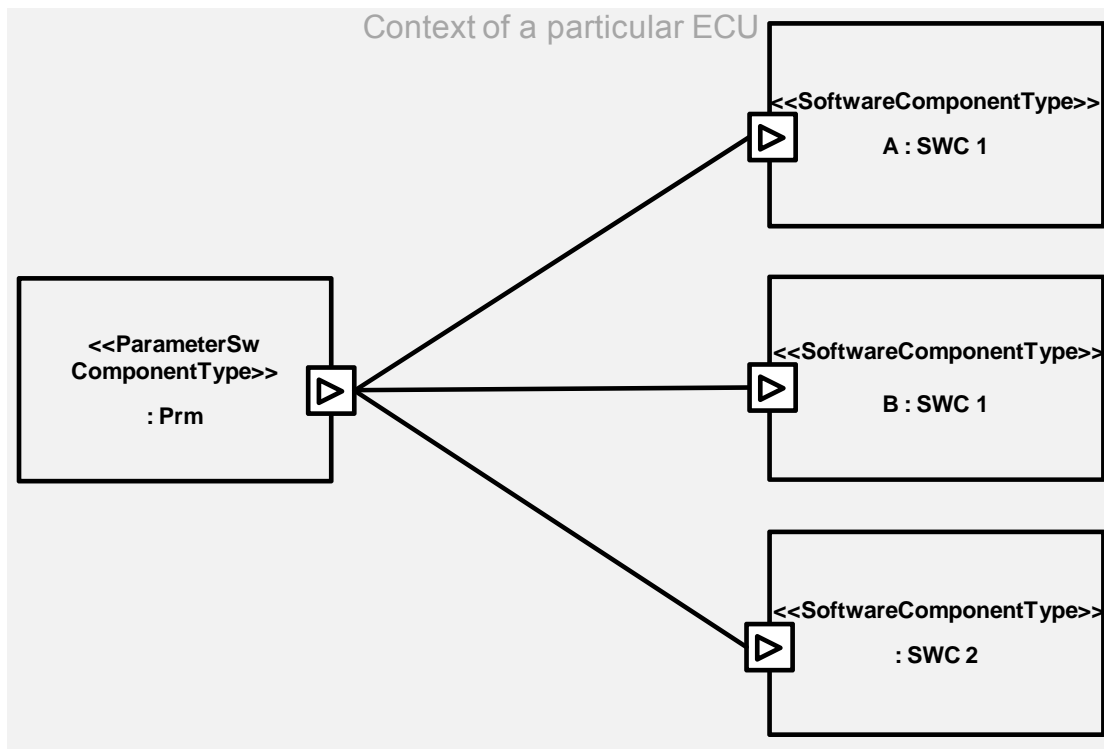 Context of a particular ECU
<<SoftwareComponentType>>
A : SWC 1
<<ParameterSw
ComponentType>>
: Prm
<<SoftwareComponentType>>
B : SWC 1
<<SoftwareComponentType>>
: SWC 2